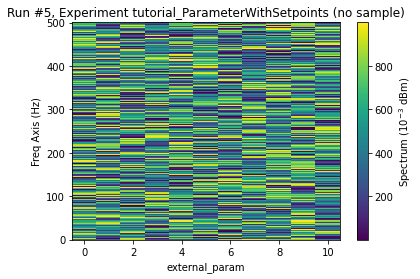 Run #5, Experiment tutorial_ParameterWithSetpoints (no sample)
500
400
300
200
100
0
Freq Axis (Hz)
0 2 4 6 8 10
external_param
800
600
400
200
Spectrum (10⁻³ dBm)